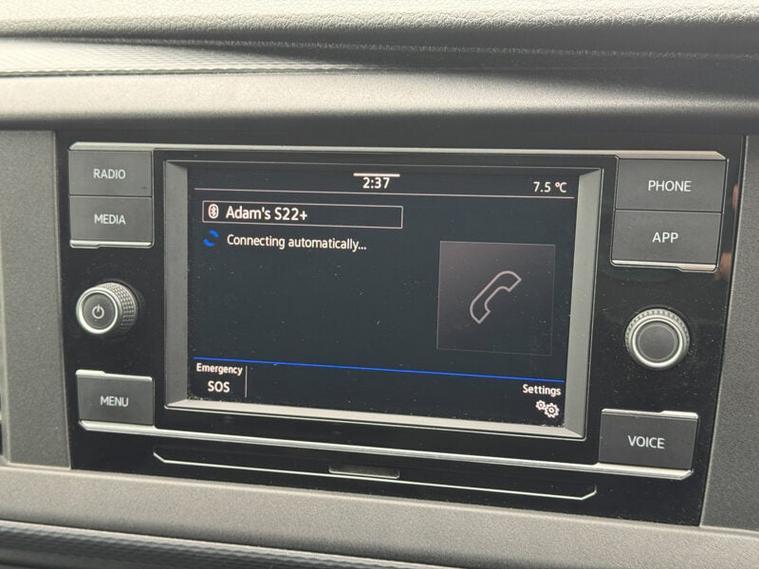 RADIO
MEDIA
MENU
2:37
7.5 °C
Adam's S22+
Connecting automatically...
Emergency
SOS
Settings
PHONE
APP
VOICE